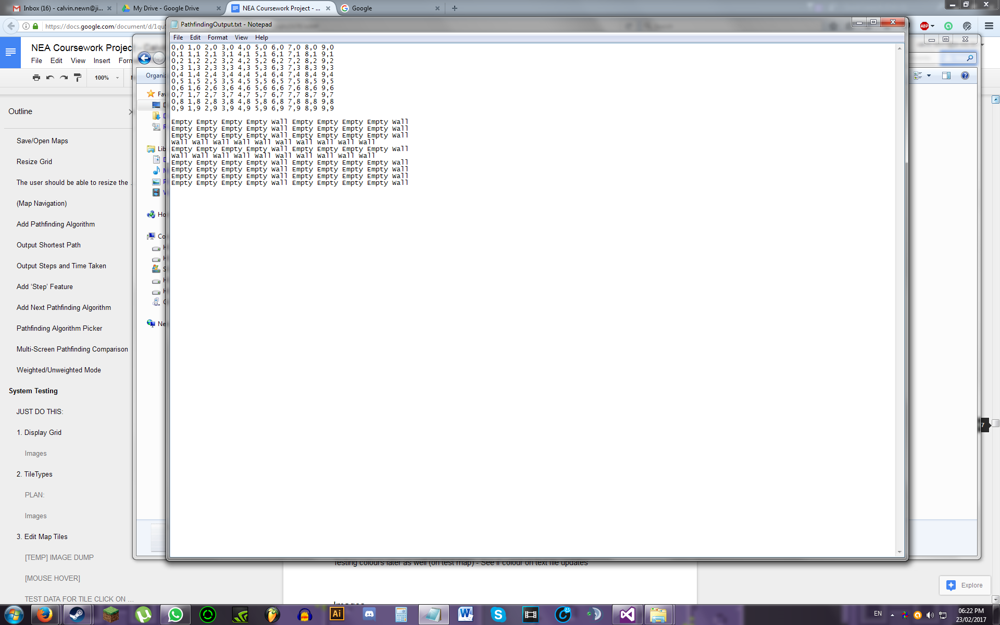 Inbox (16) - calvin.newn@ji...
My Drive - Google Drive
NEA Coursework Project - ...
Google
https://docs.google.com/document/d/1qu
ABP
PathfindingOutput.txt - Notepad
File Edit Format View Help
0,0 1,0 2,0 3,0 4,0 5,0 6,0 7,0 8,0 9,0
0,1 1,1 2,1 3,1 4,1 5,1 6,1 7,1 8,1 9,1
0,2 1,2 2,2 3,2 4,2 5,2 6,2 7,2 8,2 9,2
0,3 1,3 2,3 3,3 4,3 5,3 6,3 7,3 8,3 9,3
0,4 1,4 2,4 3,4 4,4 5,4 6,4 7,4 8,4 9,4
0,5 1,5 2,5 3,5 4,5 5,5 6,5 7,5 8,5 9,5
0,6 1,6 2,6 3,6 4,6 5,6 6,6 7,6 8,6 9,6
0,7 1,7 2,7 3,7 4,7 5,7 6,7 7,7 8,7 9,7
0,8 1,8 2,8 3,8 4,8 5,8 6,8 7,8 8,8 9,8
0,9 1,9 2,9 3,9 4,9 5,9 6,9 7,9 8,9 9,9
Empty Empty Empty Empty Wall Empty Empty Empty Empty Wall
Empty Empty Empty Empty Wall Empty Empty Empty Empty Wall
Empty Empty Empty Empty Wall Empty Empty Empty Empty Wall
Wall Wall Wall Wall Wall Wall Wall Wall Wall Wall
Empty Empty Empty Empty Wall Empty Empty Empty Empty Wall
Wall Wall Wall Wall Wall Wall Wall Wall Wall Wall
Empty Empty Empty Empty Wall Empty Empty Empty Empty Wall
Empty Empty Empty Empty Wall Empty Empty Empty Empty Wall
Empty Empty Empty Empty Wall Empty Empty Empty Empty Wall
Empty Empty Empty Empty Wall Empty Empty Empty Empty Wall
NEA Coursework Projec
File Edit View Insert Form
100%
Organi
Fav
Lib
Ho
Co
Ne
Outline
Save/Open Maps
Resize Grid
The user should be able to resize the ...
(Map Navigation)
Add Pathfinding Algorithm
Output Shortest Path
Output Steps and Time Taken
Add ‘Step’ Feature
Add Next Pathfinding Algorithm
Pathfinding Algorithm Picker
Multi-Screen Pathfinding Comparison
Weighted/Unweighted Mode
System Testing
JUST DO THIS:
1. Display Grid
Images
2. TileTypes
PLAN:
Images
3. Edit Map Tiles
[TEMP] IMAGE DUMP
[MOUSE HOVER]
TEST DATA FOR TILE CLICK ON ...
Testing colours later as well (on test map) - See if colour on text file updates
Images
7
Explore
Ai
EN
06:22 PM
23/02/2017